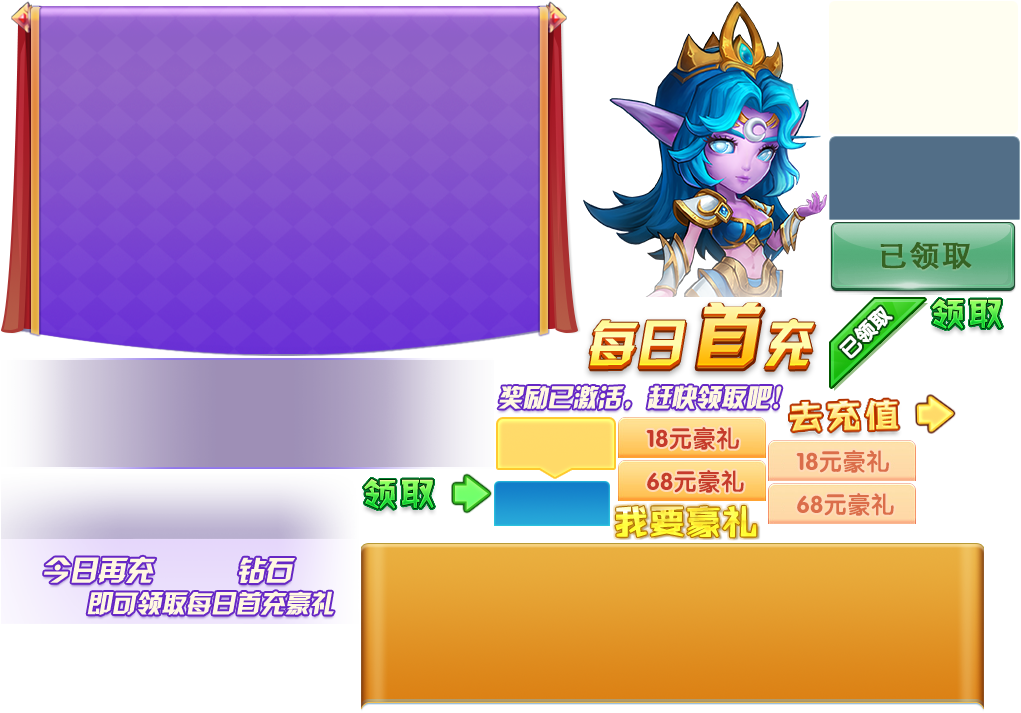 已领取
已领取
领取
每日首充
奖励已激活，赶快领取吧！
去充值
18元豪礼
18元豪礼
68元豪礼
领取
68元豪礼
我要豪礼
今日再充 钻石
即可领取每日首充豪礼